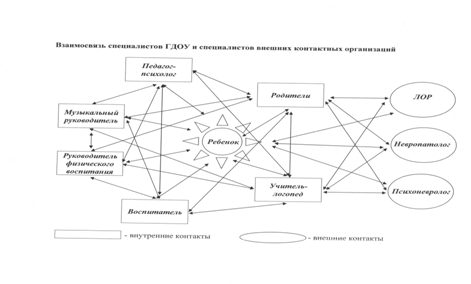 Взаимосвязь специалистов ГДОУ и специалистов внешних контактных организаций
Педагог-
психолог
Родители
ЛОР
Музыкальный
руководитель
Ребенок
Невропатолог
Руководитель
физического
воспитания
Учитель-
логопед
Психоневролог
Воспитатель
- внутренние контакты
- внешние контакты